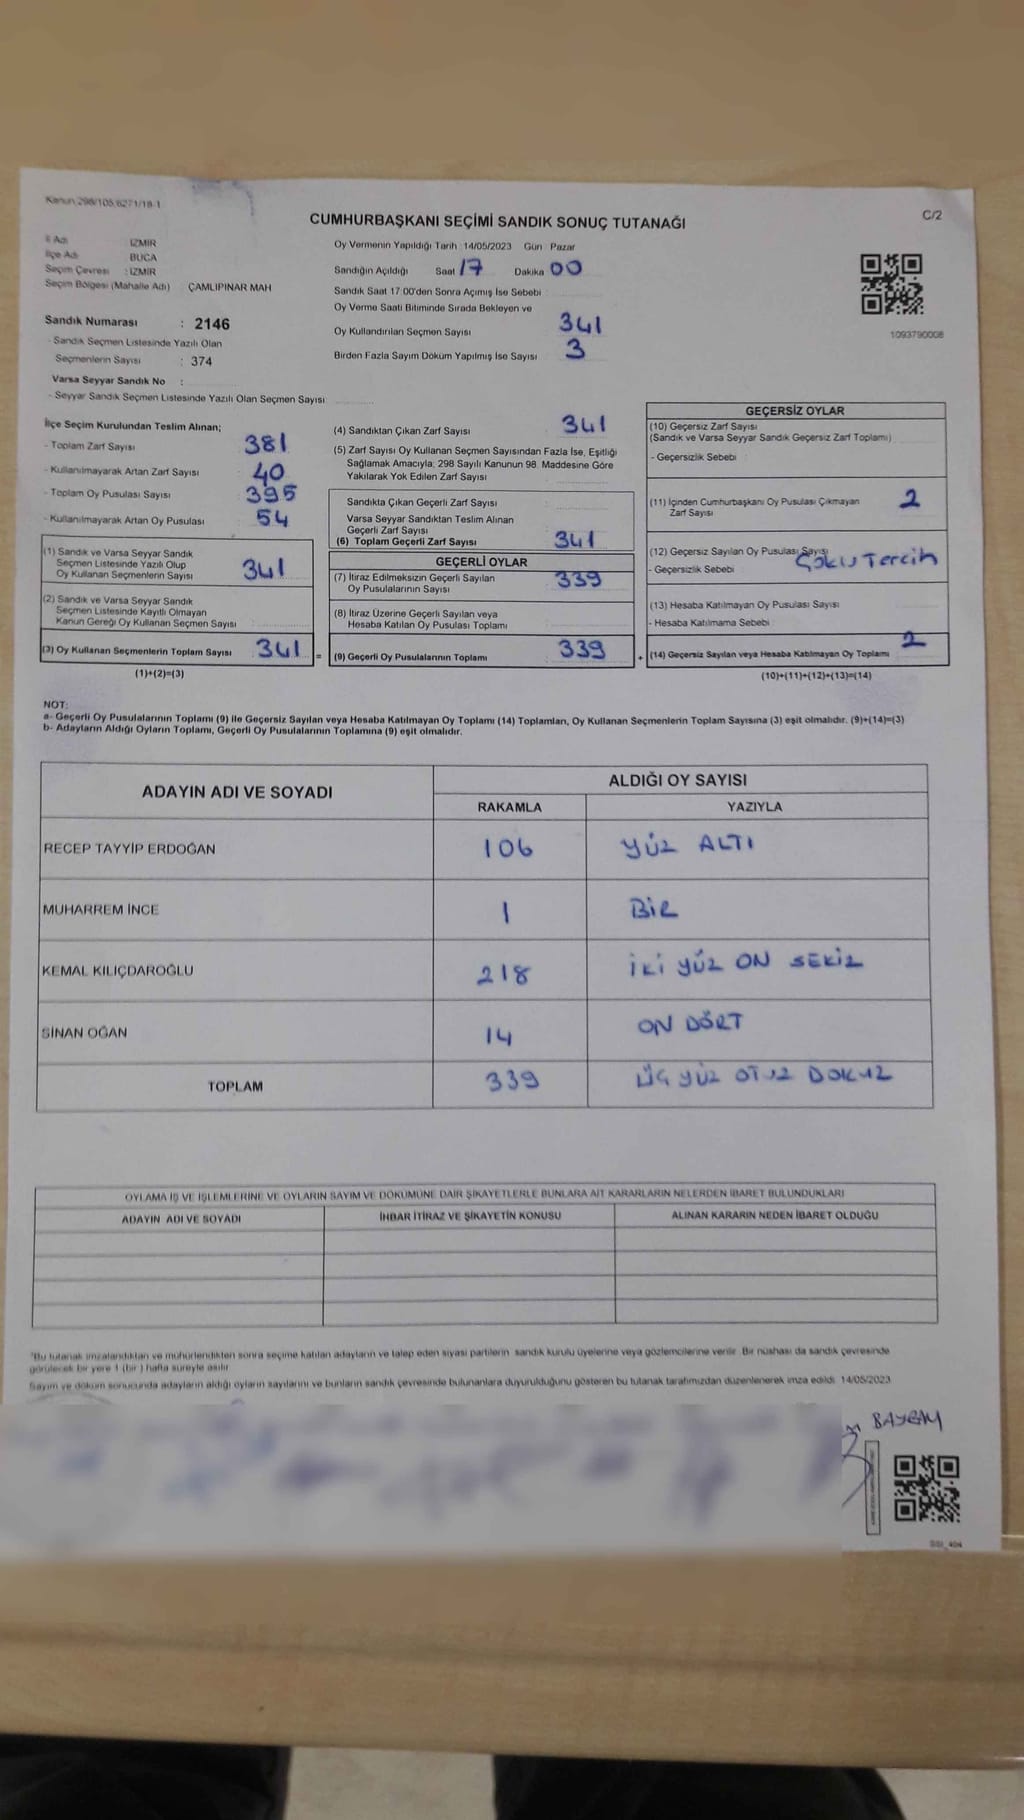 Kanun 298/105,6271/18-1
C/2
CUMHURBAŞKANI SEÇİMİ SANDIK SONUÇ TUTANAĞI
İl Adı İZMİR
İlçe Adı BUCA
Seçim Çevresi : İZMİR
Seçim Bölgesi (Mahalle Adı) ÇAMLIPINAR MAH
Sandık Numarası : 2146
- Sandık Seçmen Listesinde Yazılı Olan
Seçmenlerin Sayısı : 374
Varsa Seyyar Sandık No :
- Seyyar Sandık Seçmen Listesinde Yazılı Olan Seçmen Sayısı
Oy Vermenin Yapıldığı Tarih : 14/05/2023 Gün : Pazar
Sandığın Açıldığı Saat 17 Dakika 00
Sandık Saat 17:00'den Sonra Açımış İse Sebebi
Oy Verme Saati Bitiminde Sırada Bekleyen ve
Oy Kullandırılan Seçmen Sayısı 341
Birden Fazla Sayım Döküm Yapılmış İse Sayısı 3
1093790008
İlçe Seçim Kurulundan Teslim Alınan;
- Toplam Zarf Sayısı 381
- Kullanılmayarak Artan Zarf Sayısı 40
- Toplam Oy Pusulası Sayısı 395
- Kullanılmayarak Artan Oy Pusulası 54
(1) Sandık ve Varsa Seyyar Sandık
Seçmen Listesinde Yazılı Olup
Oy Kullanan Seçmenlerin Sayısı 341
(2) Sandık ve Varsa Seyyar Sandık
Seçmen Listesinde Kayıtlı Olmayan
Kanun Gereği Oy Kullanan Seçmen Sayısı
(3) Oy Kullanan Seçmenlerin Toplam Sayısı 341 =
(1)+(2)=(3)
(4) Sandıktan Çıkan Zarf Sayısı 341
(5) Zarf Sayısı Oy Kullanan Seçmen Sayısından Fazla İse, Eşitliği
Sağlamak Amacıyla; 298 Sayılı Kanunun 98. Maddesine Göre
Yakılarak Yok Edilen Zarf Sayısı
Sandıkta Çıkan Geçerli Zarf Sayısı
Varsa Seyyar Sandıktan Teslim Alınan
Geçerli Zarf Sayısı
(6) Toplam Geçerli Zarf Sayısı 341
GEÇERLİ OYLAR
(7) İtiraz Edilmeksizin Geçerli Sayılan
Oy Pusulalarının Sayısı 339
(8) İtiraz Üzerine Geçerli Sayılan veya
Hesaba Katılan Oy Pusulası Toplamı
(9) Geçerli Oy Pusulalarının Toplamı 339 +
GEÇERSİZ OYLAR
(10) Geçersiz Zarf Sayısı
(Sandık ve Varsa Seyyar Sandık Geçersiz Zarf Toplamı)
- Geçersizlik Sebebi
(11) İçinden Cumhurbaşkanı Oy Pusulası Çıkmayan
Zarf Sayısı 2
(12) Geçersiz Sayılan Oy Pusulası Sayısı
- Geçersizlik Sebebi Çoklu Tercih
(13) Hesaba Katılmayan Oy Pusulası Sayısı
- Hesaba Katılmama Sebebi
(14) Geçersiz Sayılan veya Hesaba Katılmayan Oy Toplamı 2
(10)+(11)+(12)+(13)=(14)
NOT:
a- Geçerli Oy Pusulalarının Toplamı (9) ile Geçersiz Sayılan veya Hesaba Katılmayan Oy Toplamı (14) Toplamları, Oy Kullanan Seçmenlerin Toplam Sayısına (3) eşit olmalıdır. (9)+(14)=(3)
b- Adayların Aldığı Oyların Toplamı, Geçerli Oy Pusulalarının Toplamına (9) eşit olmalıdır.
ADAYIN ADI VE SOYADI ALDIĞI OY SAYISI
RAKAMLA YAZIYLA
RECEP TAYYİP ERDOĞAN 106 YÜZ ALTI
MUHARREM İNCE 1 BİR
KEMAL KILIÇDAROĞLU 218 İKİ YÜZ ON SEKİZ
SİNAN OĞAN 14 ON DÖRT
TOPLAM 339 ÜÇ YÜZ OTUZ DOKUZ
OYLAMA İŞ VE İŞLEMLERİNE VE OYLARIN SAYIM VE DÖKÜMÜNE DAİR ŞİKAYETLERLE BUNLARA AİT KARARLARIN NELERDEN İBARET BULUNDUKLARI
ADAYIN ADI VE SOYADI İHBAR İTİRAZ VE ŞİKAYETİN KONUSU ALINAN KARARIN NEDEN İBARET OLDUĞU
"Bu tutanak imzalandıktan ve mühürlendikten sonra seçime katılan adayların ve talep eden siyasi partilerin sandık kurulu üyelerine veya gözlemcilerine verilir. Bir nüshası da sandık çevresinde
görülecek bir yere 1 (bir) hafta süreyle asılır.
Sayım ve döküm sonucunda adayların aldığı oyların sayılarını ve bunların sandık çevresinde bulunanlara duyurulduğunu gösteren bu tutanak tarafımızdan düzenlenerek imza edildi. 14/05/2023